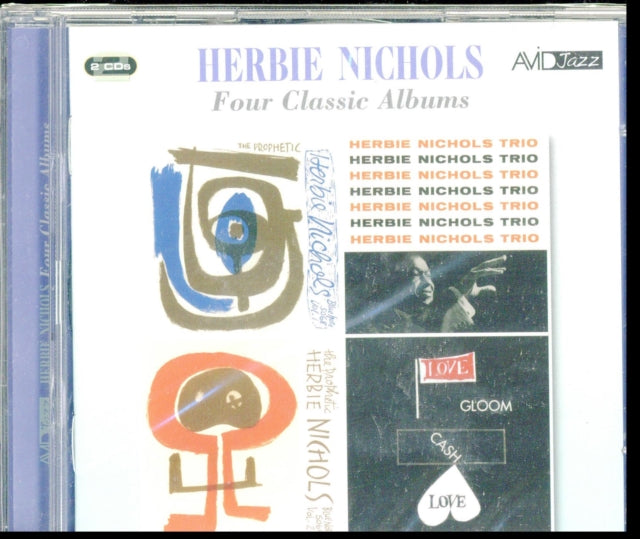 2 CDs
HERBIE NICHOLS
Four Classic Albums
AVID Jazz
THE PROPHETIC
Herbie Nichols
HERBIE NICHOLS TRIO
HERBIE NICHOLS TRIO
HERBIE NICHOLS TRIO
HERBIE NICHOLS TRIO
HERBIE NICHOLS TRIO
HERBIE NICHOLS TRIO
HERBIE NICHOLS TRIO
the prophetic
HERBIE NICHOLS
LOVE
GLOOM
CASH
LOVE
AVID Jazz HERBIE NICHOLS Four Classic Albums